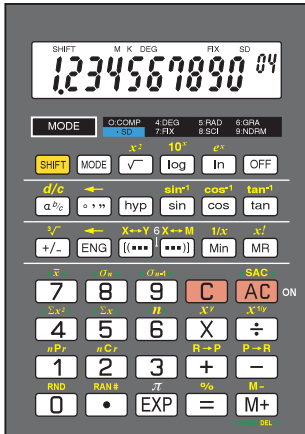 SHIFT M K DEG FIX SD
1.234567890 04
MODE 0:COMP 4:DEG 5:RAD 6:GRA
· SD 7:FIX 8:SCI 9:NDRM
x² 10ˣ eˣ
SHIFT MODE √ log ln OFF
d/c ← sin⁻¹ cos⁻¹ tan⁻¹
a b/c ° ’ ” hyp sin cos tan
³√ ← X↔Y 6 X↔M 1/x x!
+/- ENG [(••• 1 •••)] Min MR
x̄ σn σn-1 SAC
7 8 9 C AC ON
Σx² Σx n xʸ x¹/ʸ
4 5 6 X ÷
nPr nCr R→P P→R
1 2 3 + −
RND RAN# π % M−
0 • EXP = M+
DEL